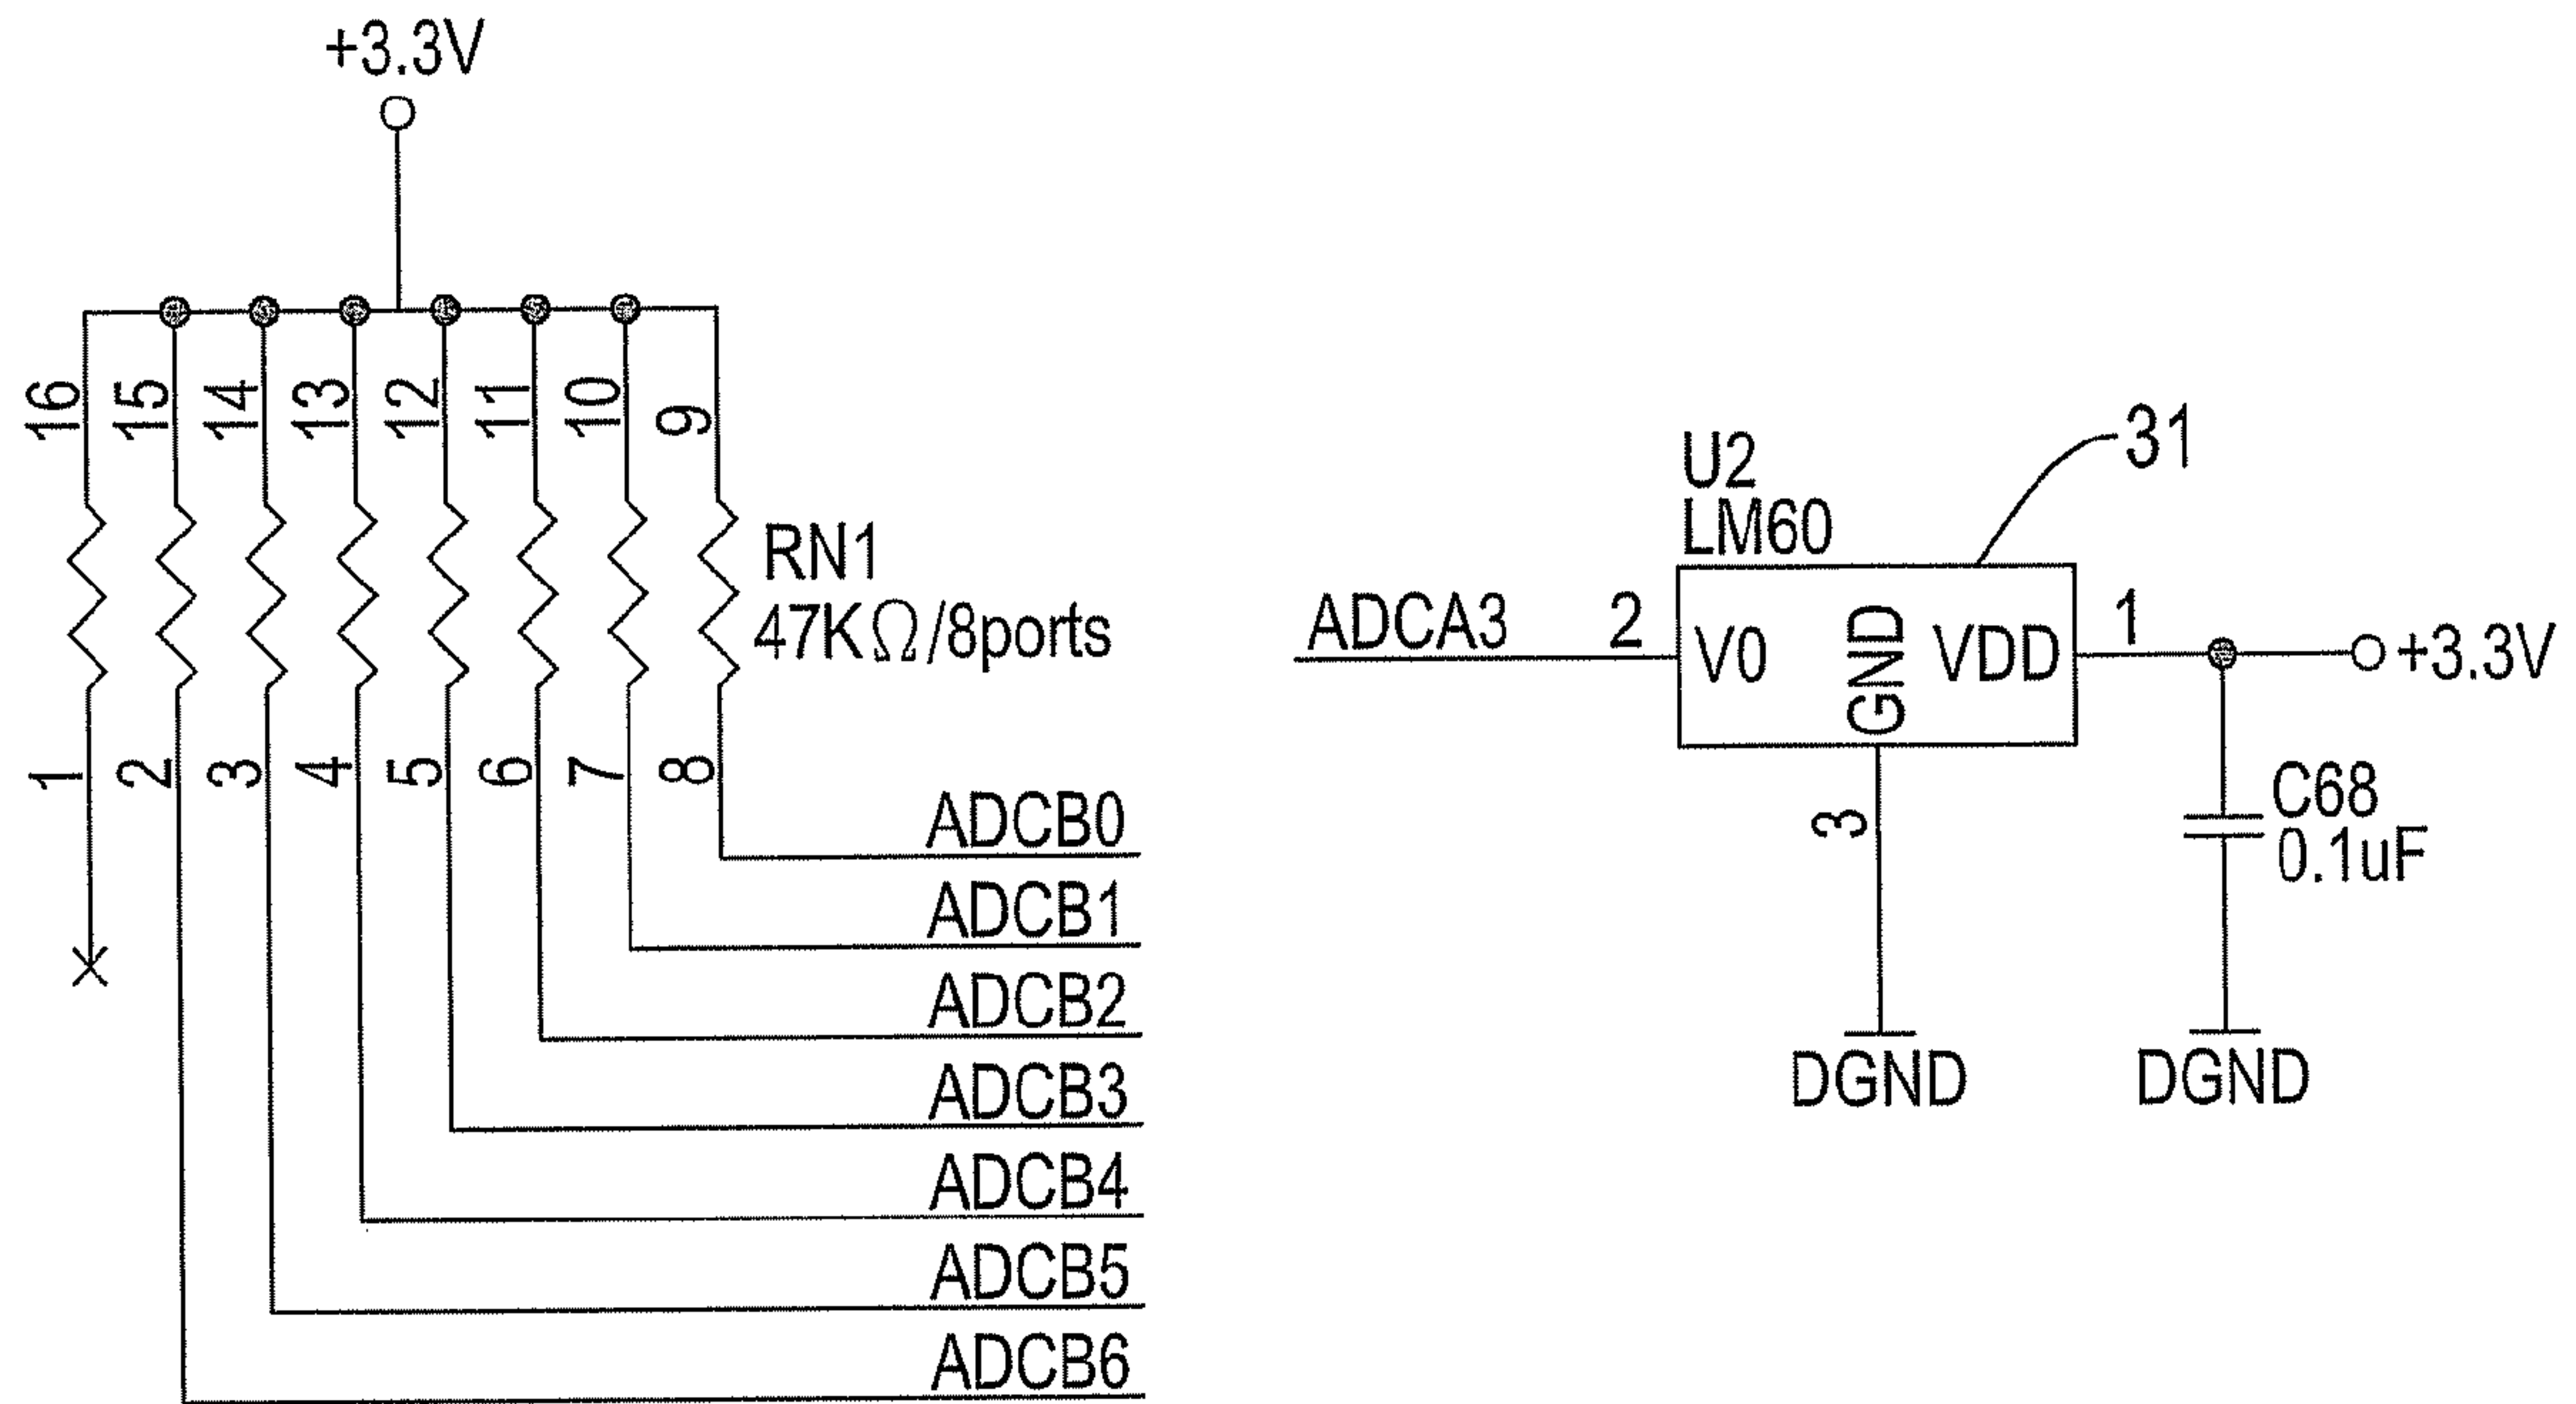 +3.3V
16
15
14
13
12
11
10
9
RN1
47KΩ/8ports
1
2
3
4
5
6
7
8
ADCB0
ADCB1
ADCB2
ADCB3
ADCB4
ADCB5
ADCB6
31
U2
LM60
ADCA3
2
V0
GND
VDD
1
+3.3V
3
C68
0.1uF
DGND
DGND